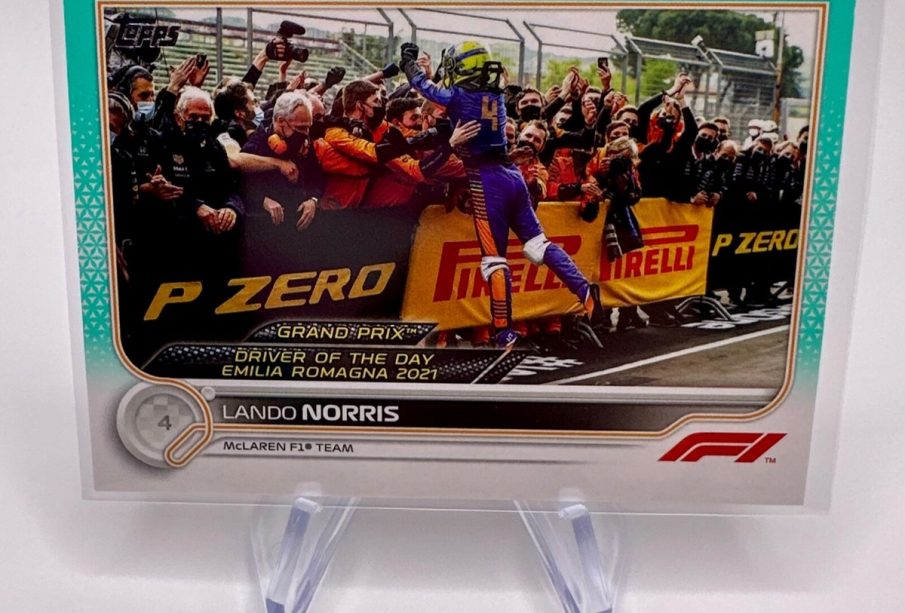 Topps
4
P ZERO
PIRELLI
PIRELLI
P ZERO
GRAND PRIX™
DRIVER OF THE DAY
EMILIA ROMAGNA 2021
4
LANDO NORRIS
McLAREN F1® TEAM
F1™